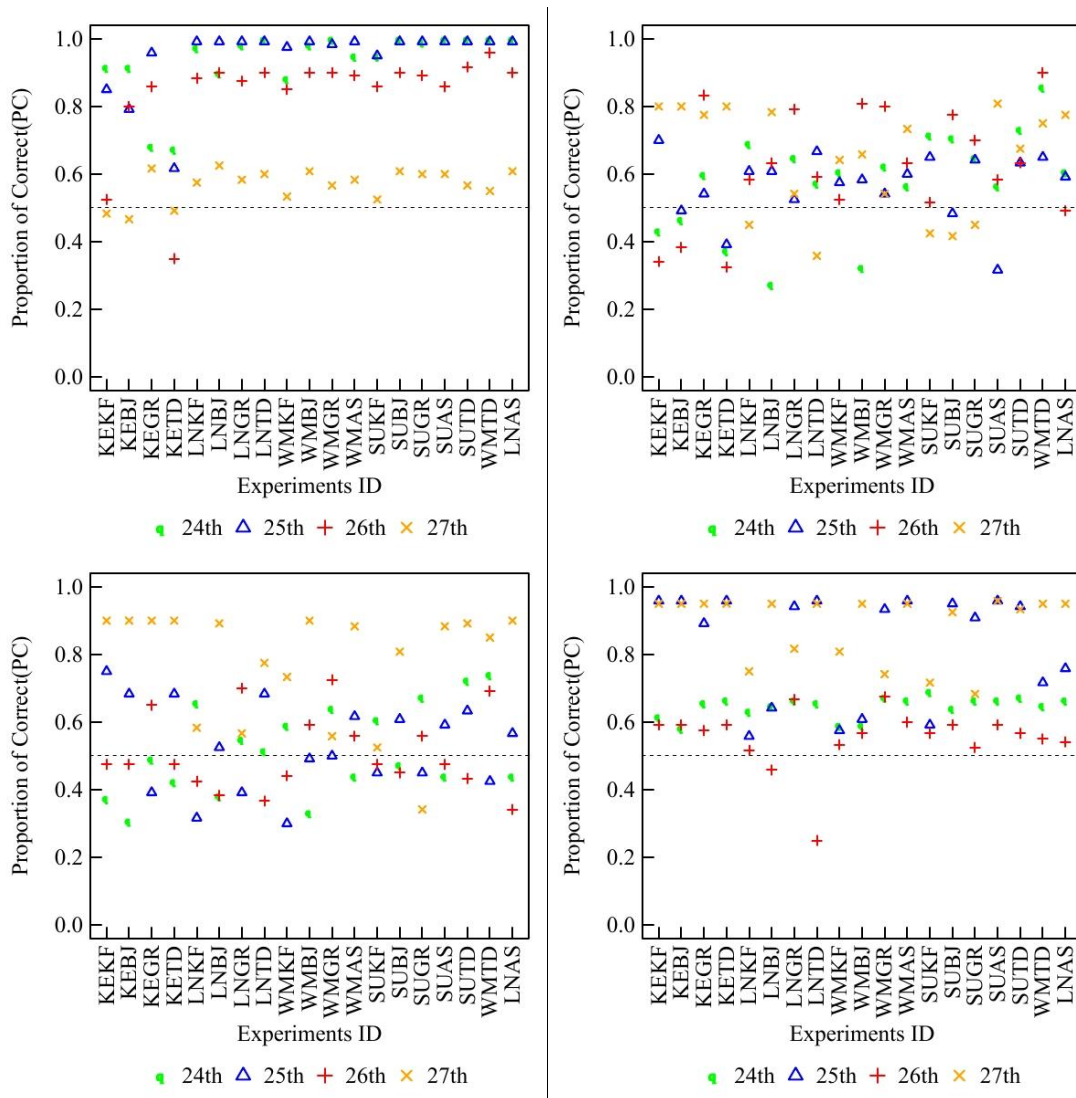 Proportion of Correct(PC)
1.0
0.8
0.6
0.4
0.2
0.0
KEKF
KEBJ
KEGR
KETD
LNKF
LNBJ
LNGR
LNTD
WMKF
WMBJ
WMGR
WMAS
SUKF
SUBJ
SUGR
SUAS
SUTD
WMTD
LNAS
Experiments ID
24th 25th 26th 27th
Proportion of Correct(PC)
1.0
0.8
0.6
0.4
0.2
0.0
KEKF
KEBJ
KEGR
KETD
LNKF
LNBJ
LNGR
LNTD
WMKF
WMBJ
WMGR
WMAS
SUKF
SUBJ
SUGR
SUAS
SUTD
WMTD
LNAS
Experiments ID
24th 25th 26th 27th
Proportion of Correct(PC)
1.0
0.8
0.6
0.4
0.2
0.0
KEKF
KEBJ
KEGR
KETD
LNKF
LNBJ
LNGR
LNTD
WMKF
WMBJ
WMGR
WMAS
SUKF
SUBJ
SUGR
SUAS
SUTD
WMTD
LNAS
Experiments ID
24th 25th 26th 27th
Proportion of Correct(PC)
1.0
0.8
0.6
0.4
0.2
0.0
KEKF
KEBJ
KEGR
KETD
LNKF
LNBJ
LNGR
LNTD
WMKF
WMBJ
WMGR
WMAS
SUKF
SUBJ
SUGR
SUAS
SUTD
WMTD
LNAS
Experiments ID
24th 25th 26th 27th